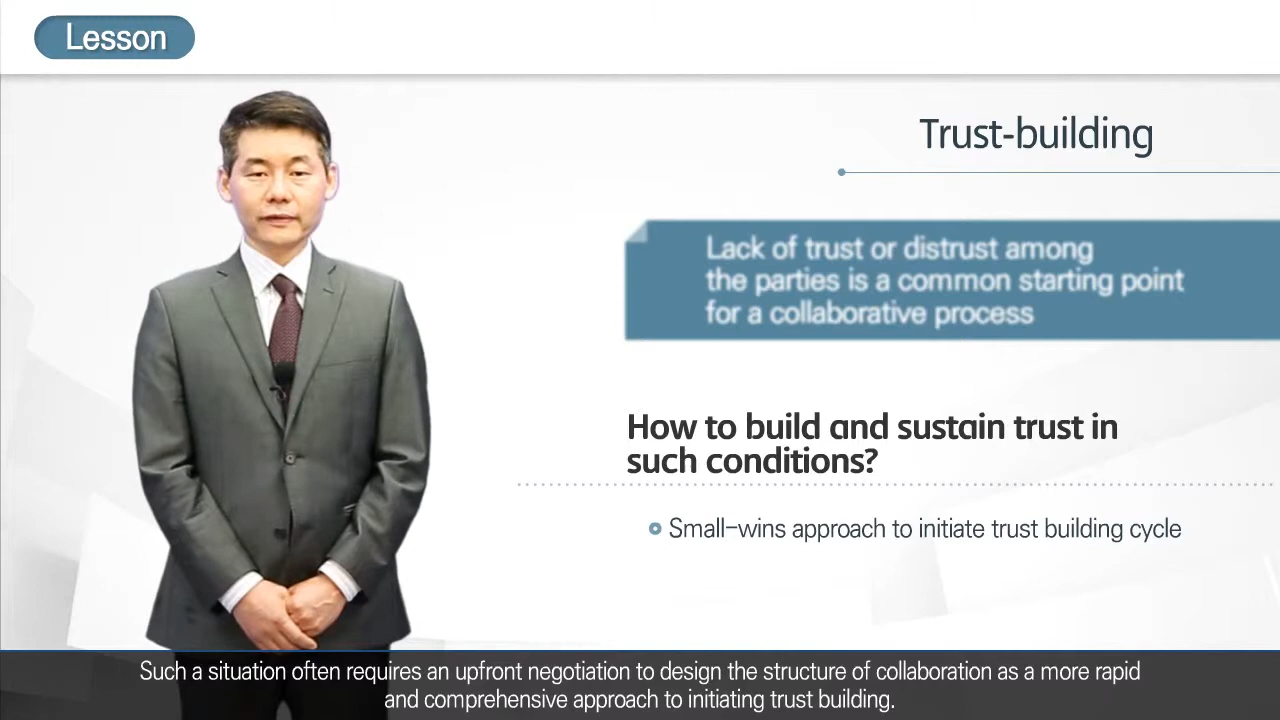 Lesson
Trust-building
Lack of trust or distrust among
the parties is a common starting point
for a collaborative process
How to build and sustain trust in
such conditions?
Small-wins approach to initiate trust building cycle
Such a situation often requires an upfront negotiation to design the structure of collaboration as a more rapid
and comprehensive approach to initiating trust building.